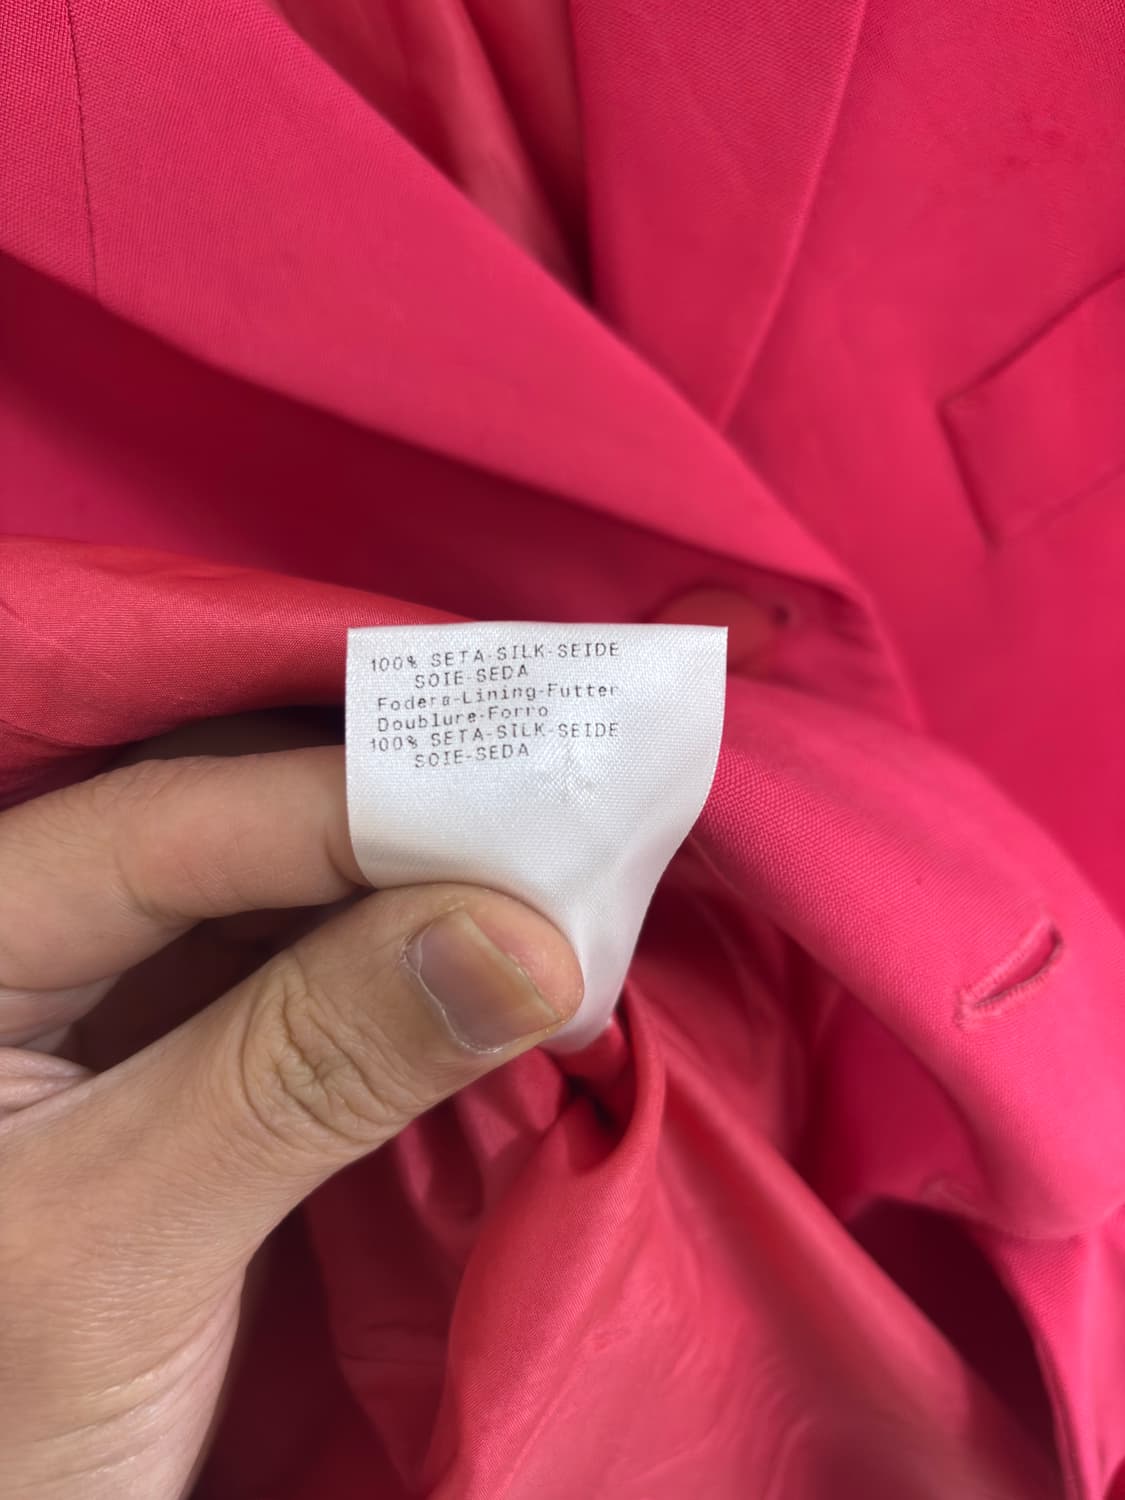 100% SETA-SILK-SEIDE
SOIE-SEDA
Fodera-Lining-Futter
Doublure-Forro
100% SETA-SILK-SEIDE
SOIE-SEDA